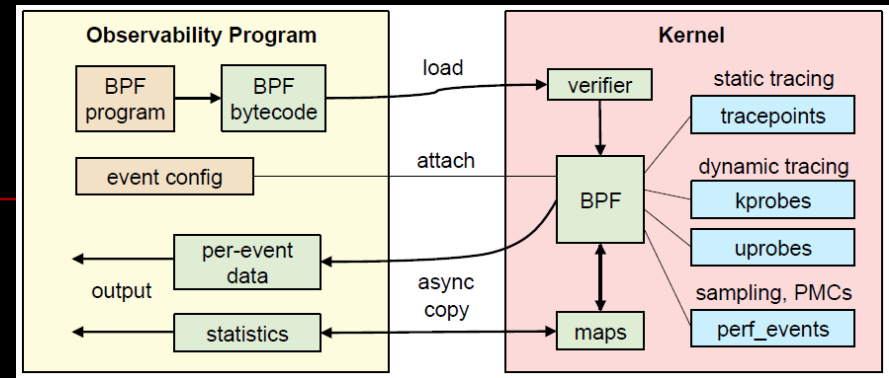 Observability Program
BPF
program
BPF
bytecode
event config
per-event
data
output
statistics
load
attach
async
copy
Kernel
verifier
BPF
maps
static tracing
tracepoints
dynamic tracing
kprobes
uprobes
sampling, PMCs
perf_events